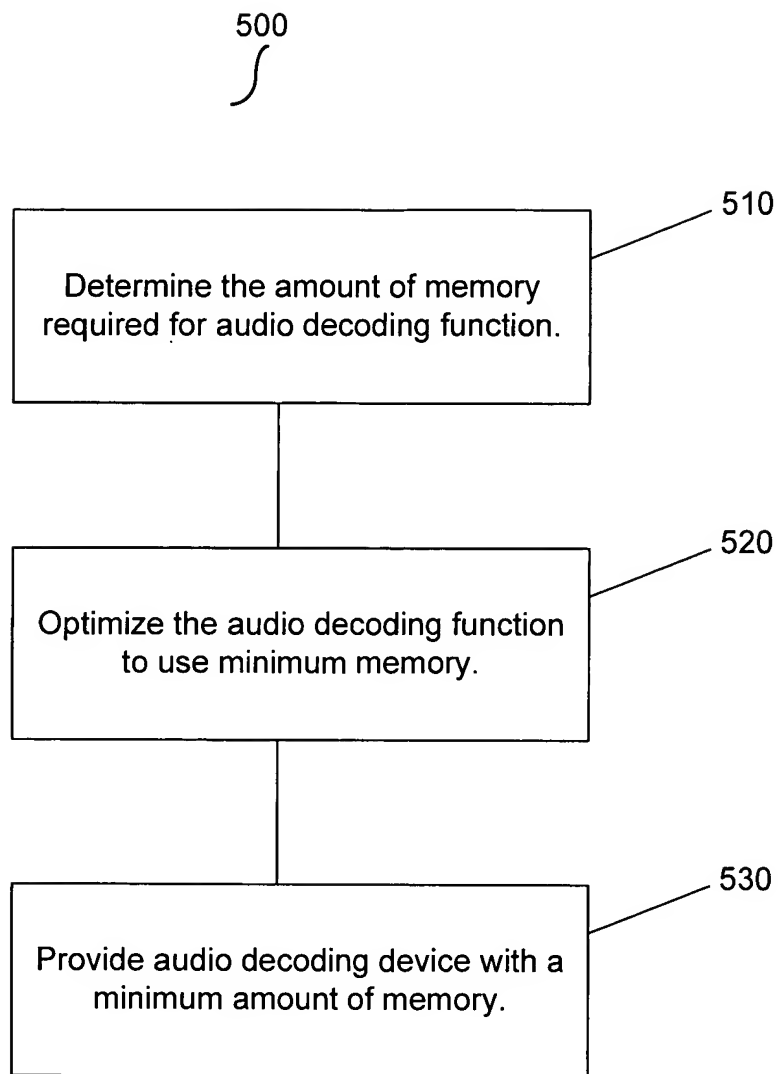 500
510
Determine the amount of memory
required for audio decoding function.
520
Optimize the audio decoding function
to use minimum memory.
530
Provide audio decoding device with a
minimum amount of memory.